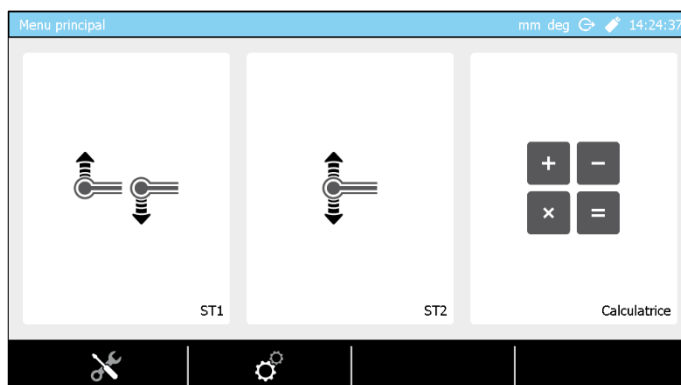 Menu principal
mm deg 14:24:37
ST1
ST2
+ −
× =
Calculatrice